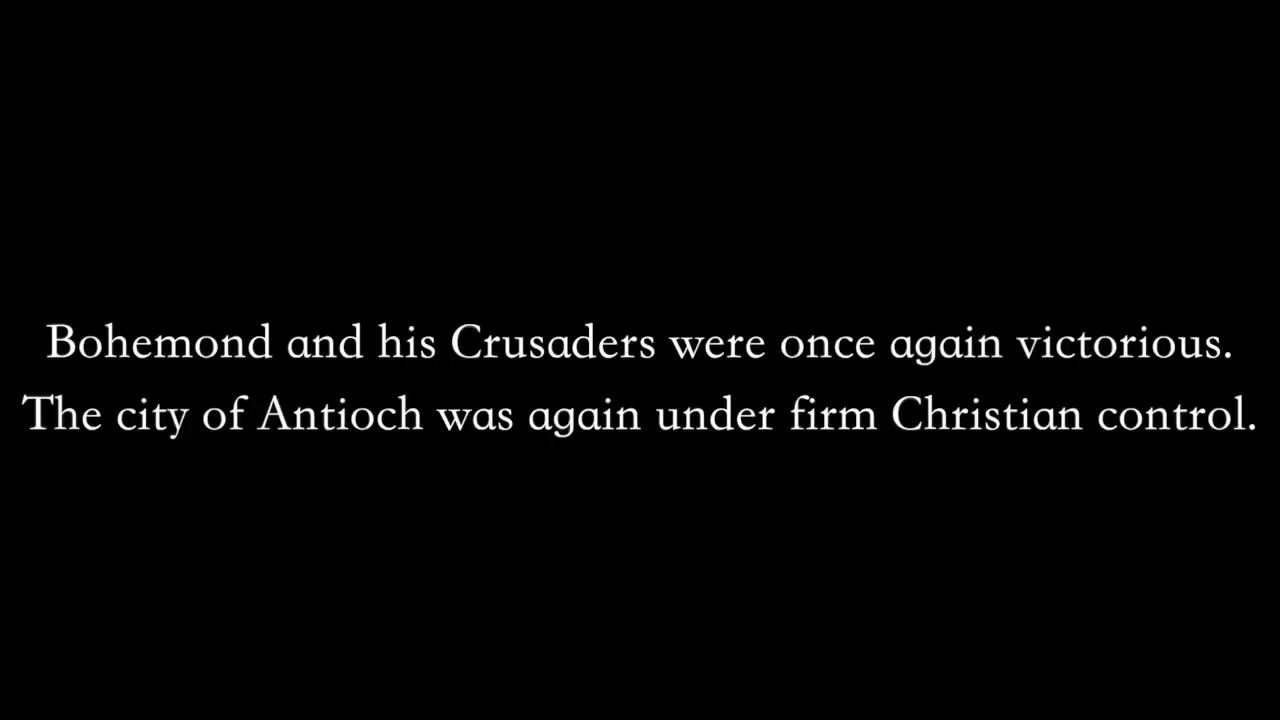 Bohemond and his Crusaders were once again victorious.
The city of Antioch was again under firm Christian control.